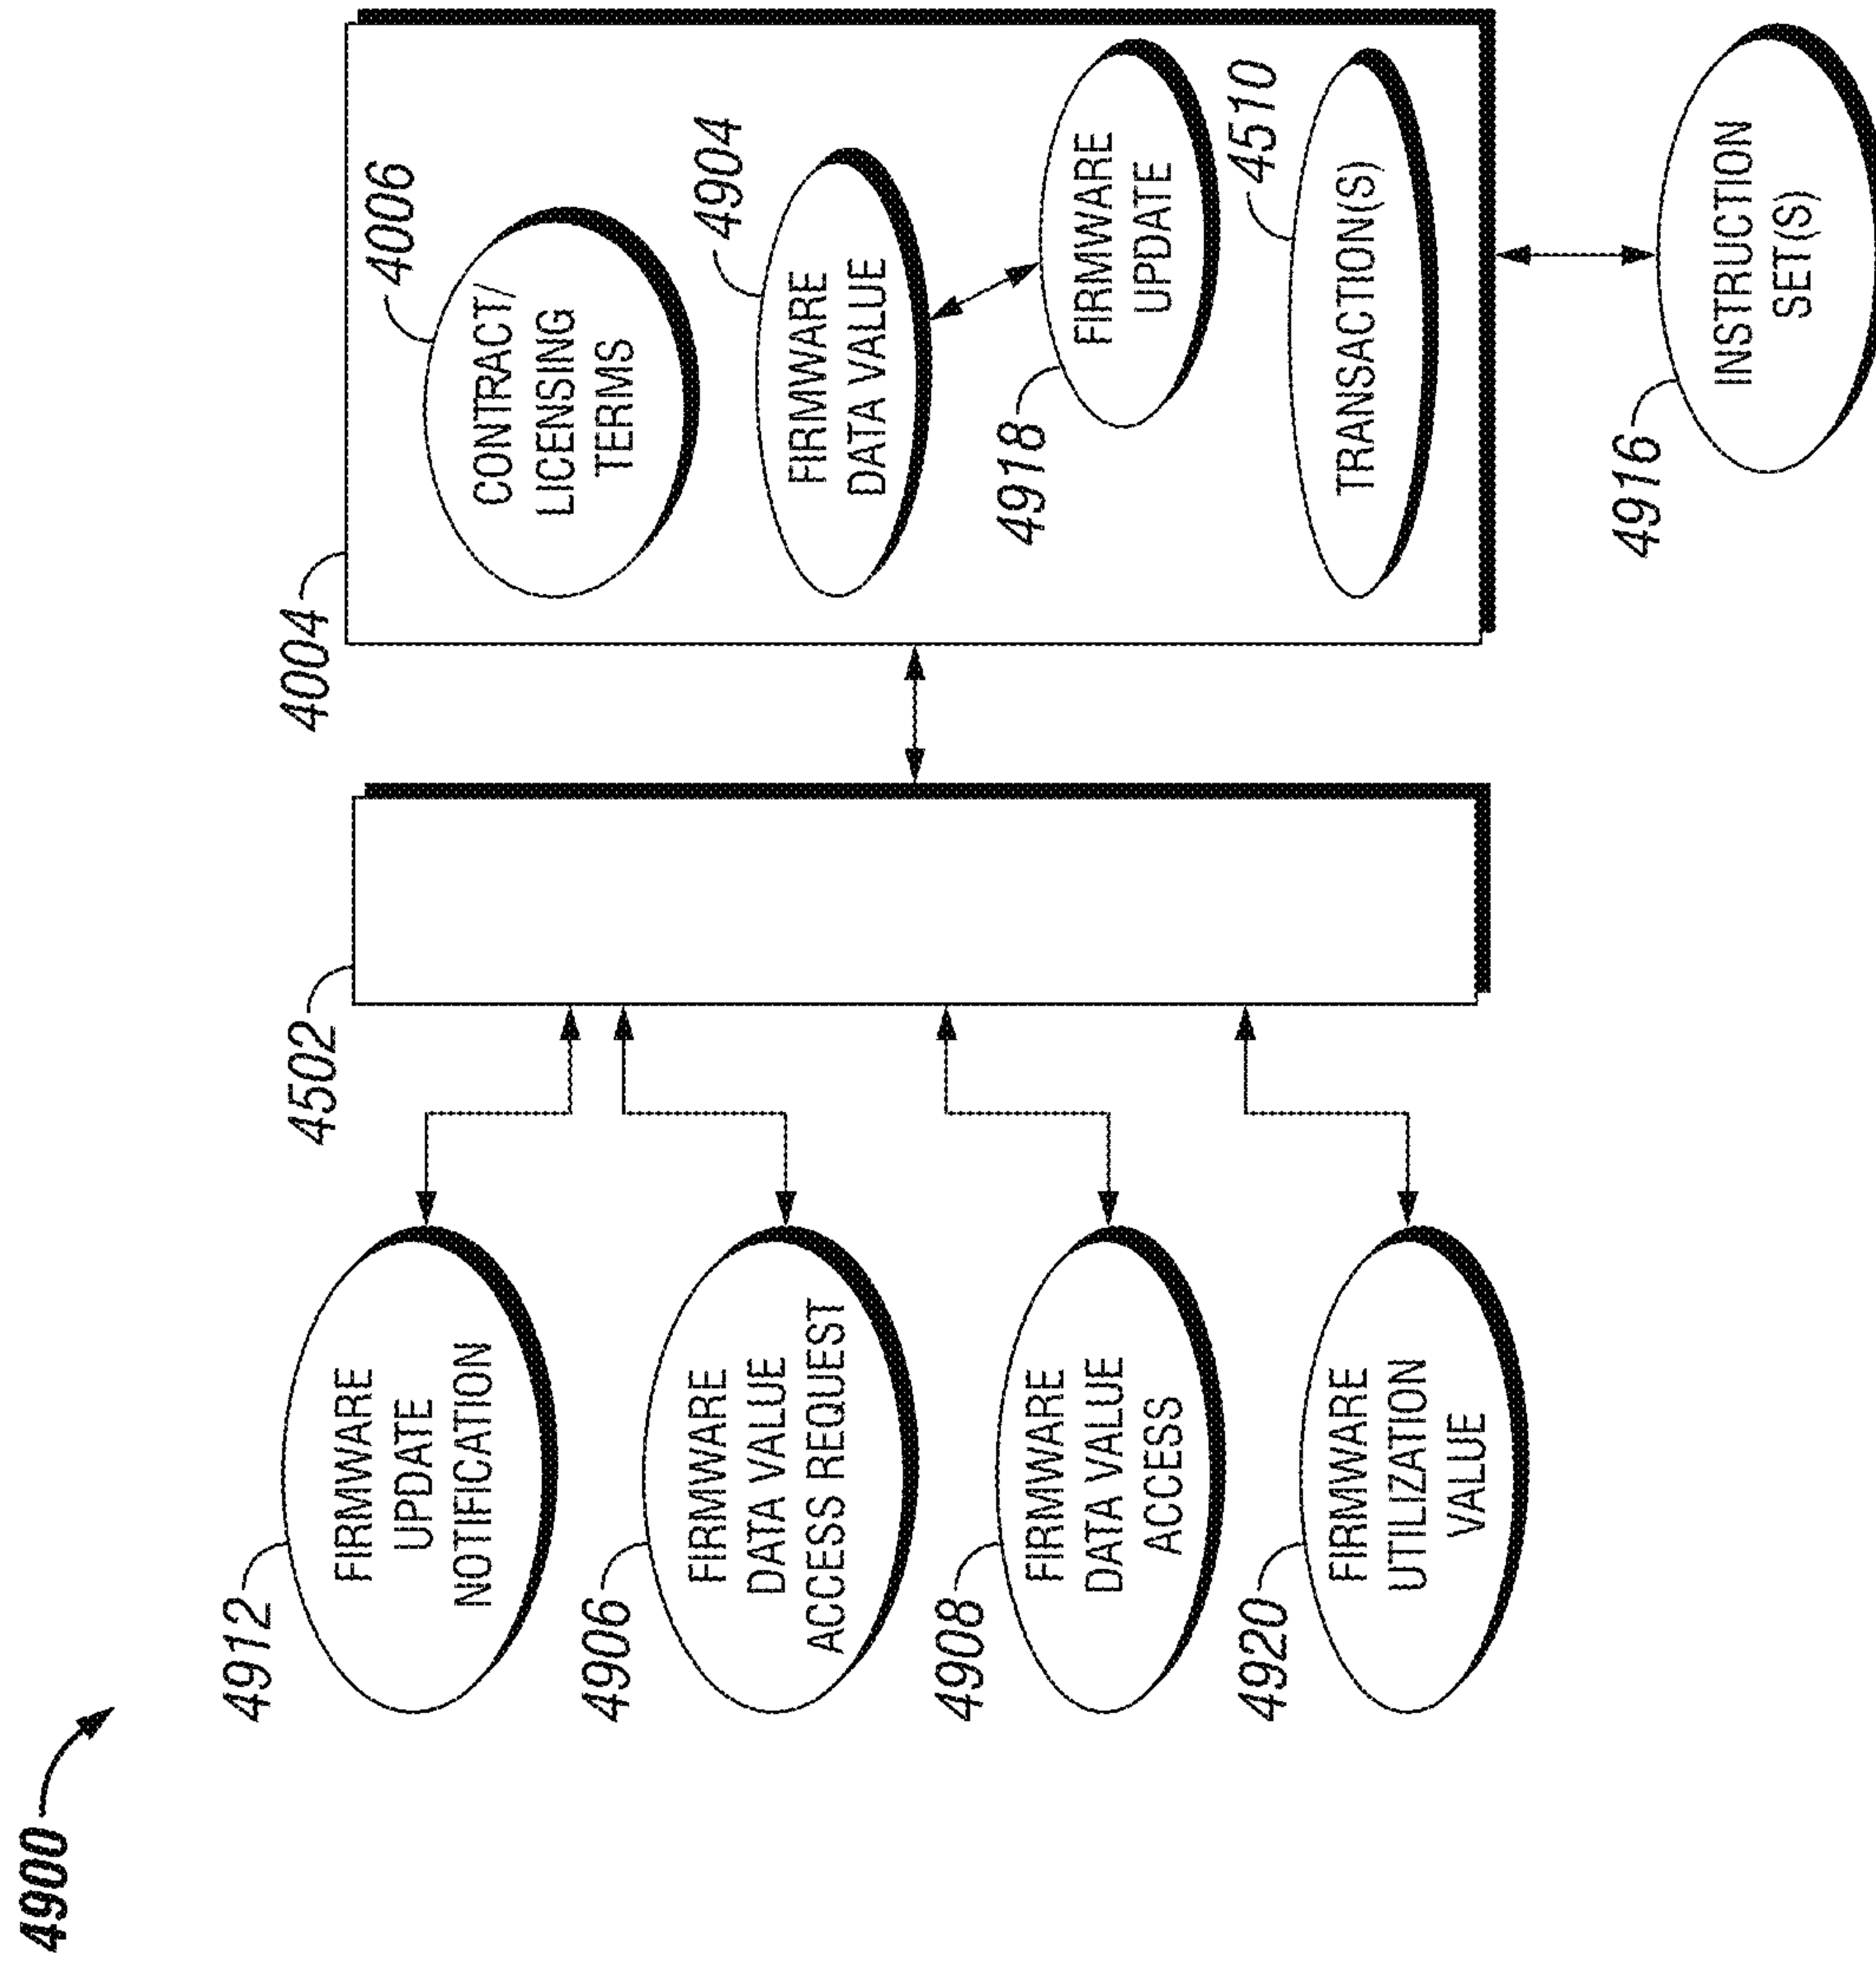 4900
4912
FIRMWARE
UPDATE
NOTIFICATION
4906
FIRMWARE
DATA VALUE
ACCESS REQUEST
4908
FIRMWARE
DATA VALUE
ACCESS
4920
FIRMWARE
UTILIZATION
VALUE
4502
4004
4006
CONTRACT/
LICENSING
TERMS
4904
FIRMWARE
DATA VALUE
4918
FIRMWARE
UPDATE
4510
TRANSACTION(S)
4916
INSTRUCTION
SET(S)